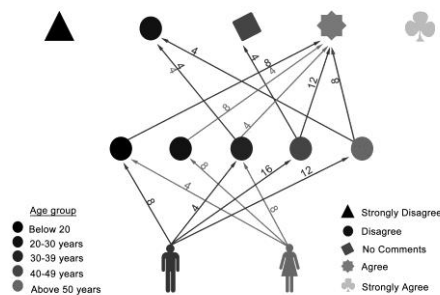 4
4
8
4
4
12
8
4
8
16
12
4
8
4
8
Age group
Below 20
20-30 years
30-39 years
40-49 years
Above 50 years
Strongly Disagree
Disagree
No Comments
Agree
Strongly Agree